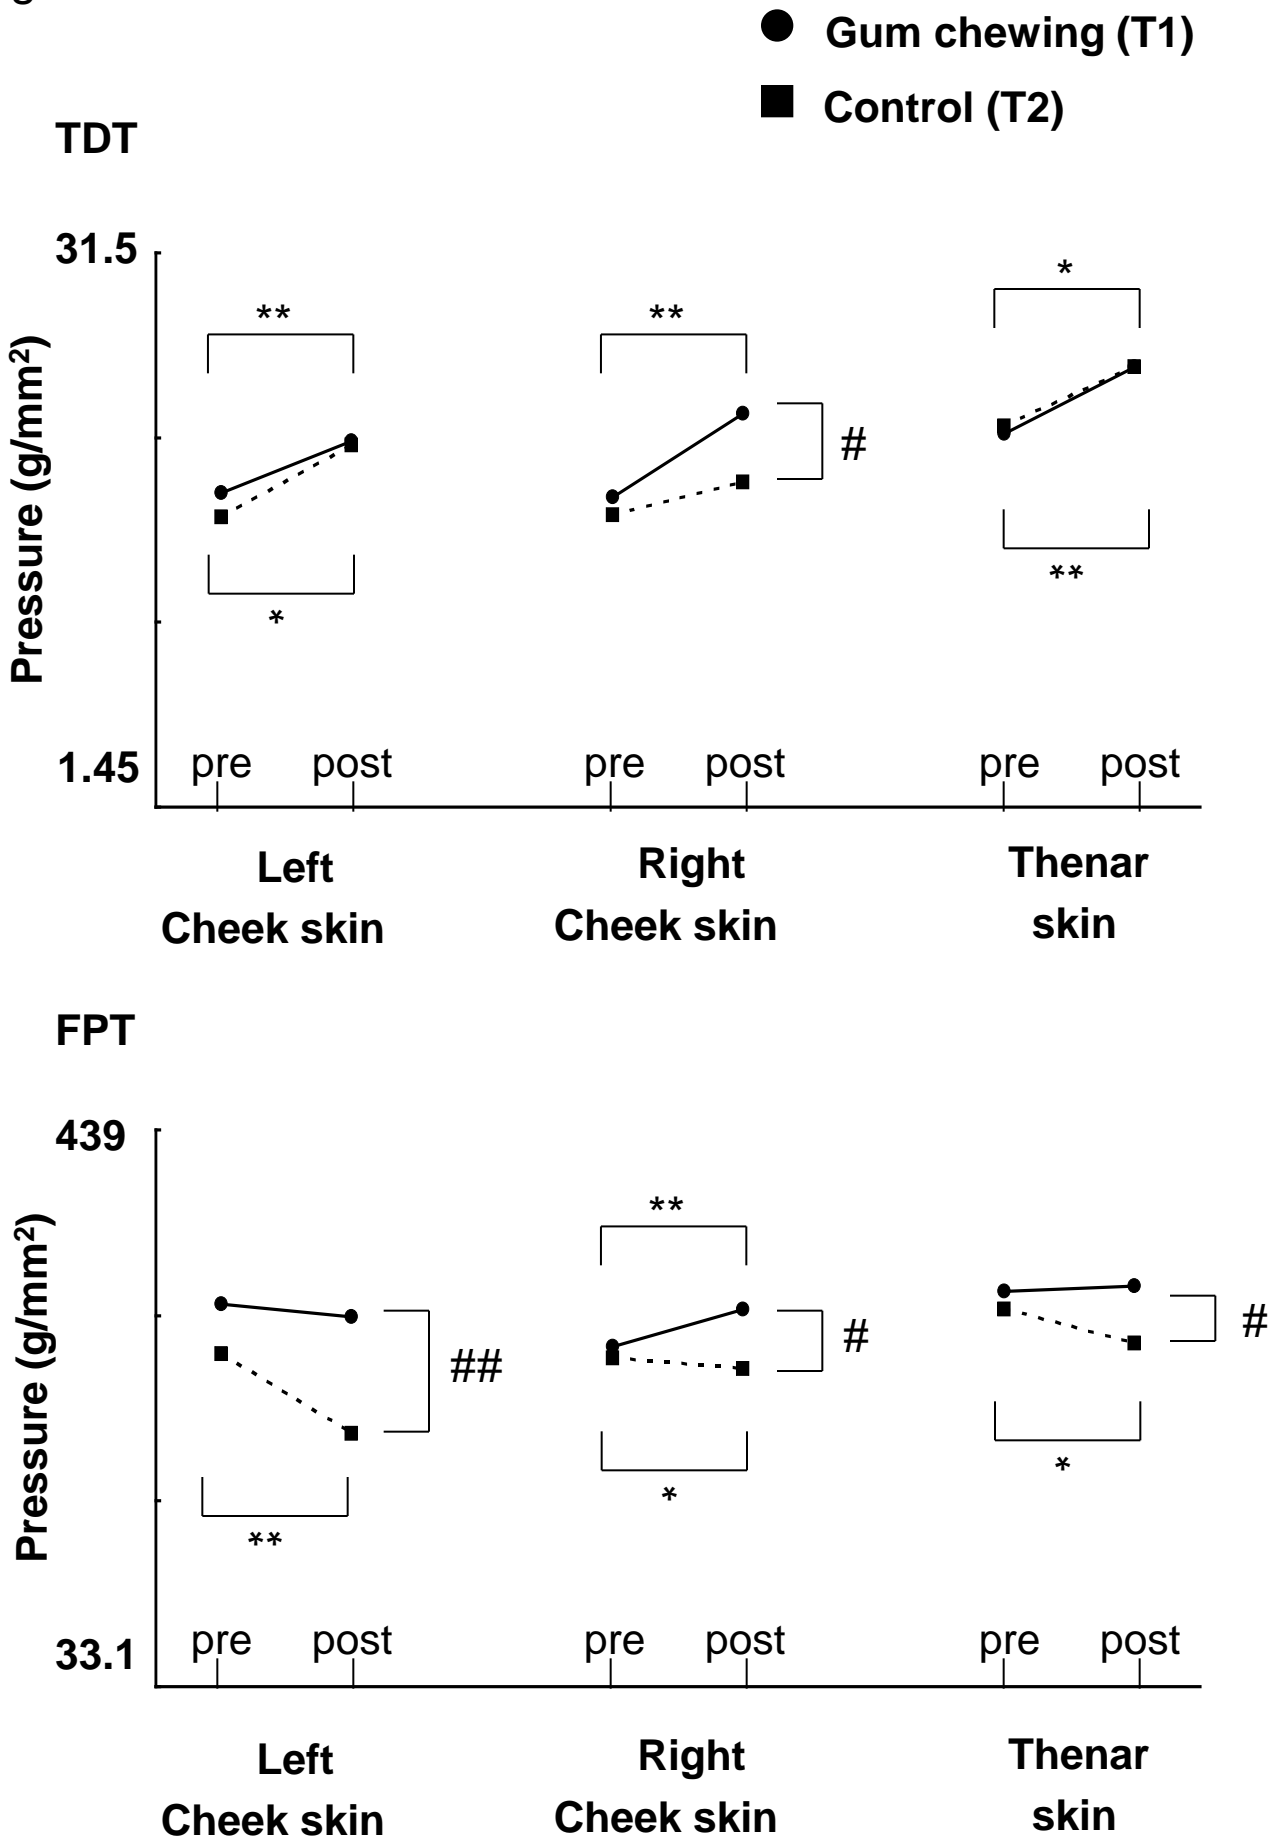 g
Gum chewing (T1)
Control (T2)
TDT
31.5
**
**
*
#
Pressure (g/mm²)
*
**
1.45
pre post pre post pre post
Left Right Thenar
Cheek skin Cheek skin skin
FPT
439
**
##
#
#
Pressure (g/mm²)
**
*
*
33.1
pre post pre post pre post
Left Right Thenar
Cheek skin Cheek skin skin